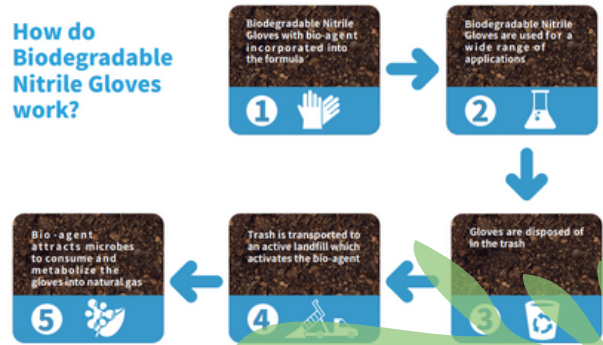 How do
Biodegradable
Nitrile Gloves
work?
Biodegradable Nitrile
Gloves with bio-agent
incorporated into
the formula
1
Biodegradable Nitrile
Gloves are used for a
wide range of
applications
2
Gloves are disposed of
in the trash
3
Trash is transported to
an active landfill which
activates the bio-agent
4
Bio-agent
attracts microbes
to consume and
metabolize the
gloves into natural gas
5